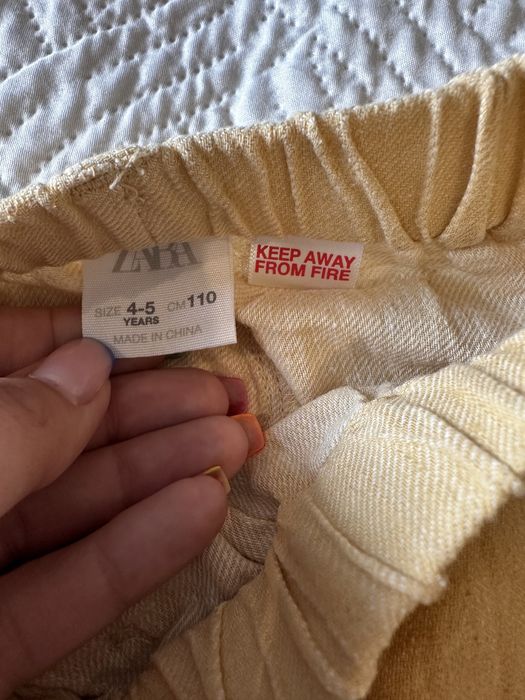 ZARA
SIZE 4-5 CM 110
YEARS
MADE IN CHINA
KEEP AWAY
FROM FIRE